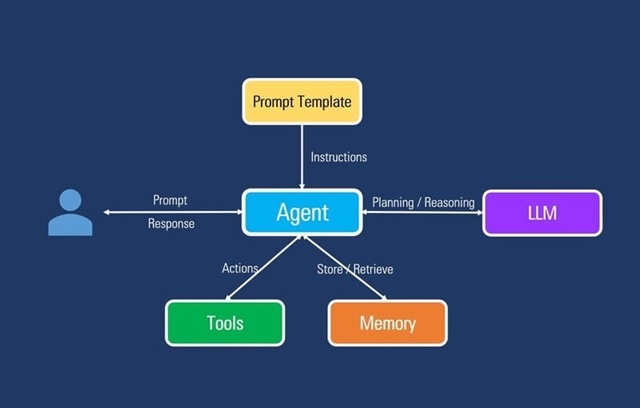 Prompt Template
Instructions
Prompt
Response
Agent
Planning / Reasoning
LLM
Actions
Store / Retrieve
Tools
Memory